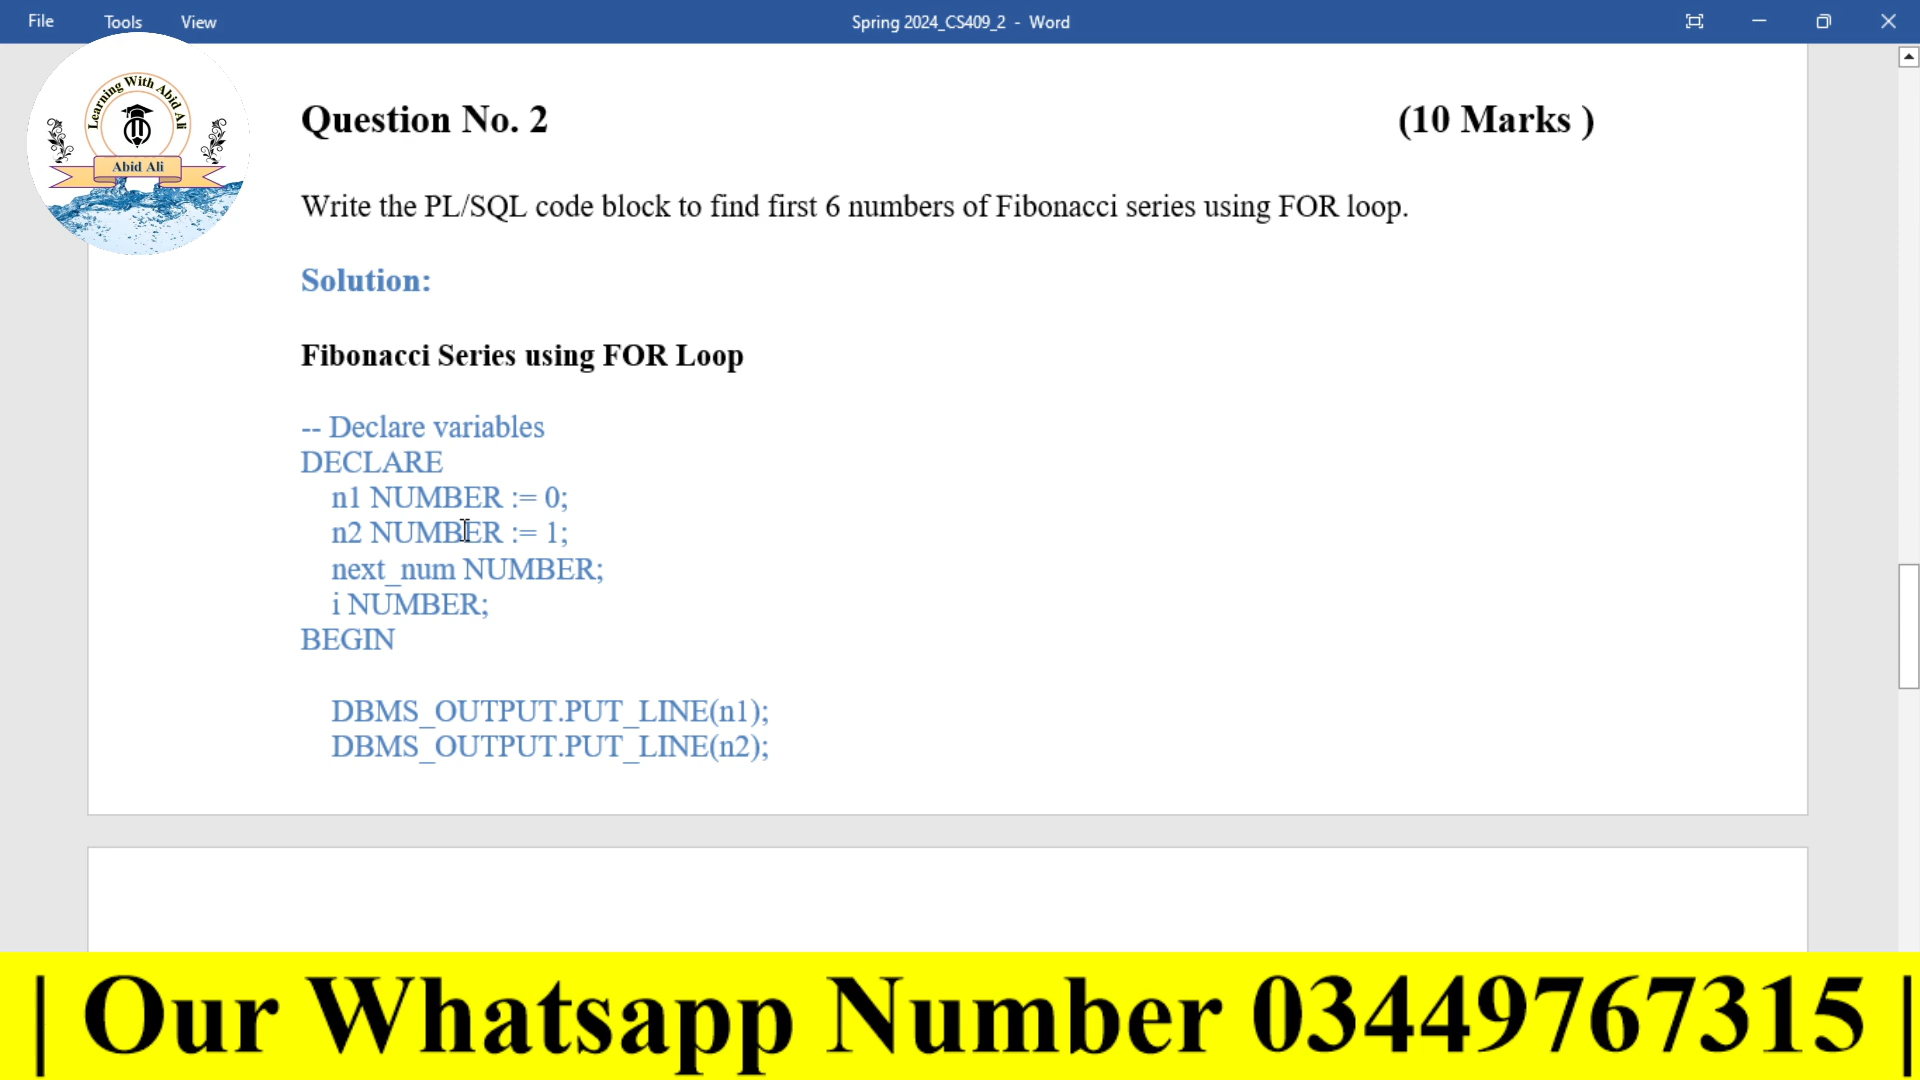 File Tools View Spring 2024_CS409_2 - Word
Learning With Abid Ali
Abid Ali
Question No. 2 (10 Marks )
Write the PL/SQL code block to find first 6 numbers of Fibonacci series using FOR loop.
Solution:
Fibonacci Series using FOR Loop
-- Declare variables
DECLARE
n1 NUMBER := 0;
n2 NUMBER := 1;
next_num NUMBER;
i NUMBER;
BEGIN
DBMS_OUTPUT.PUT_LINE(n1);
DBMS_OUTPUT.PUT_LINE(n2);
| Our Whatsapp Number 03449767315 |